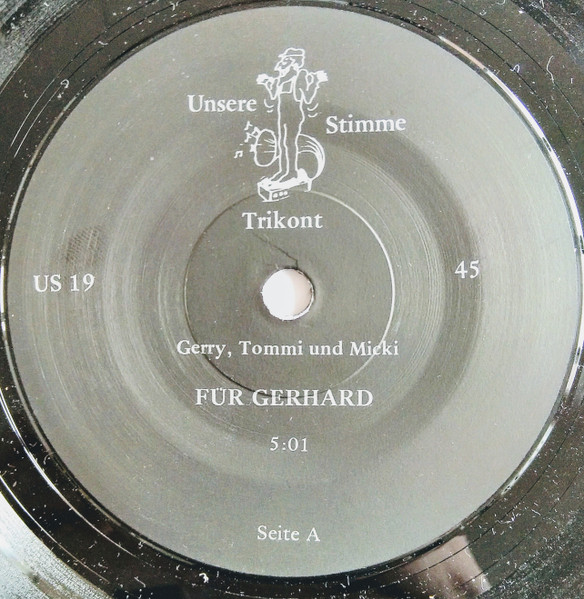 Unsere
Stimme
Trikont
US 19
45
Gerry, Tommi und Micki
FÜR GERHARD
5:01
Seite A